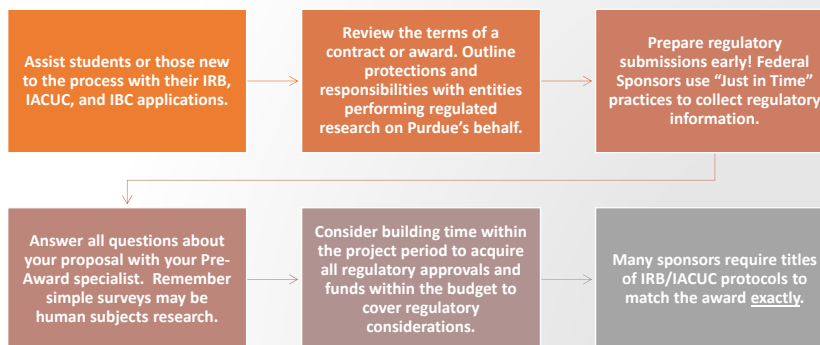 Assist students or those new
to the process with their IRB,
IACUC, and IBC applications.
Review the terms of a
contract or award. Outline
protections and
responsibilities with entities
performing regulated
research on Purdue's behalf.
Prepare regulatory
submissions early! Federal
Sponsors use “Just in Time”
practices to collect regulatory
information.
Answer all questions about
your proposal with your Pre-
Award specialist. Remember
simple surveys may be
human subjects research.
Consider building time within
the project period to acquire
all regulatory approvals and
funds within the budget to
cover regulatory
considerations.
Many sponsors require titles
of IRB/IACUC protocols to
match the award exactly.